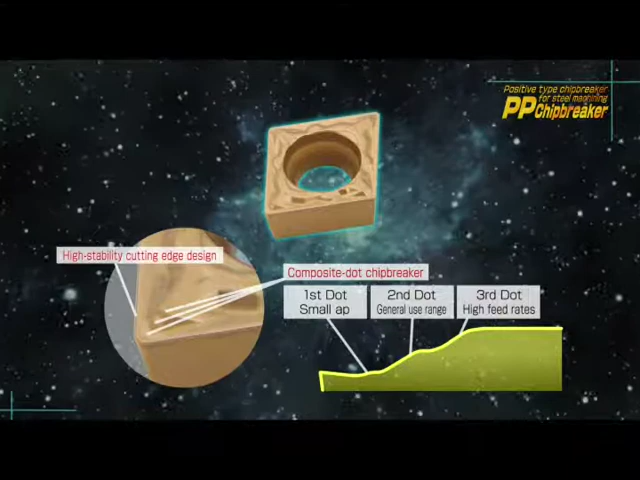 Positive type chipbreaker
for steel machining
PP Chipbreaker
High-stability cutting edge design
Composite-dot chipbreaker
1st Dot
Small ap
2nd Dot
General use range
3rd Dot
High feed rates